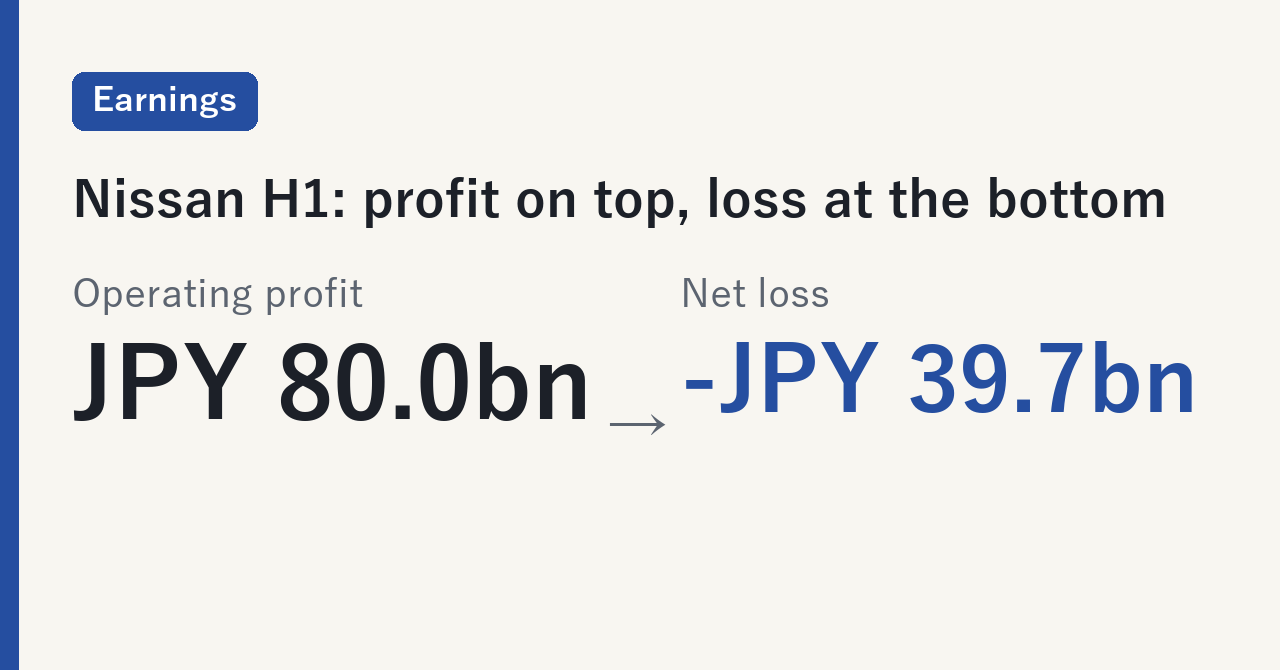 Earnings
Nissan H1: profit on top, loss at the bottom
Operating profit
JPY 80.0bn
→
Net loss
-JPY 39.7bn